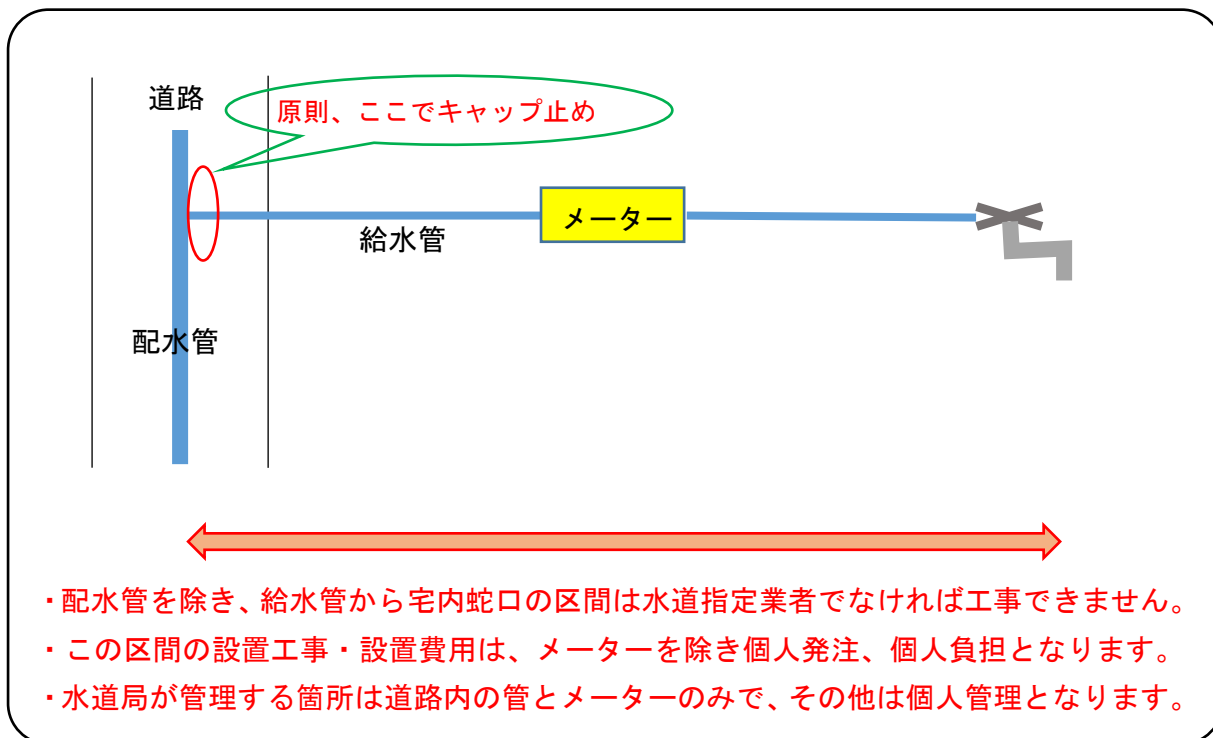 道路
原則、ここでキャップ止め
メーター
給水管
配水管
・配水管を除き、給水管から宅内蛇口の区間は水道指定業者でなければ工事できません。
・この区間の設置工事・設置費用は、メーターを除き個人発注、個人負担となります。
・水道局が管理する箇所は道路内の管とメーターのみで、その他は個人管理となります。